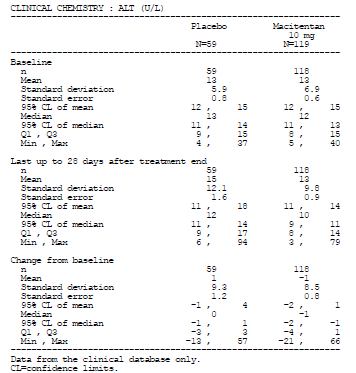 CLINICAL CHEMISTRY : ALT (U/L)
Placebo Macitentan
10 mg
N=59 N=119
Baseline
n 59 118
Mean 13 13
Standard deviation 5.9 6.9
Standard error 0.8 0.6
95% CL of mean 12 , 15 12 , 15
Median 13 12
95% CL of median 11 , 14 11 , 13
Q1 , Q3 9 , 15 8 , 15
Min , Max 4 , 37 5 , 40
Last up to 28 days after treatment end
n 59 118
Mean 15 13
Standard deviation 12.1 9.8
Standard error 1.6 0.9
95% CL of mean 11 , 18 11 , 14
Median 12 10
95% CL of median 11 , 14 9 , 11
Q1 , Q3 9 , 17 8 , 14
Min , Max 6 , 94 3 , 79
Change from baseline
n 59 118
Mean 1 -1
Standard deviation 9.3 8.5
Standard error 1.2 0.8
95% CL of mean -1 , 4 -2 , 1
Median 0 -1
95% CL of median -1 , 1 -2 , -1
Q1 , Q3 -3 , 3 -4 , 1
Min , Max -13 , 57 -21 , 66
Data from the clinical database only.
CL=confidence limits.